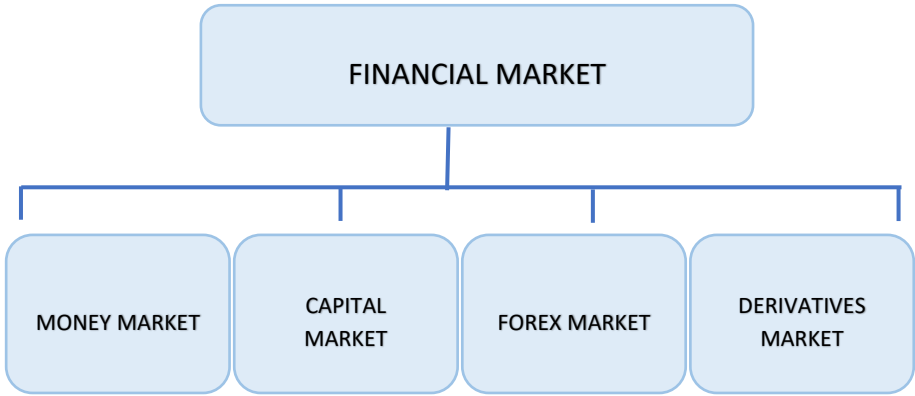 FINANCIAL MARKET
MONEY MARKET
CAPITAL
MARKET
FOREX MARKET
DERIVATIVES
MARKET